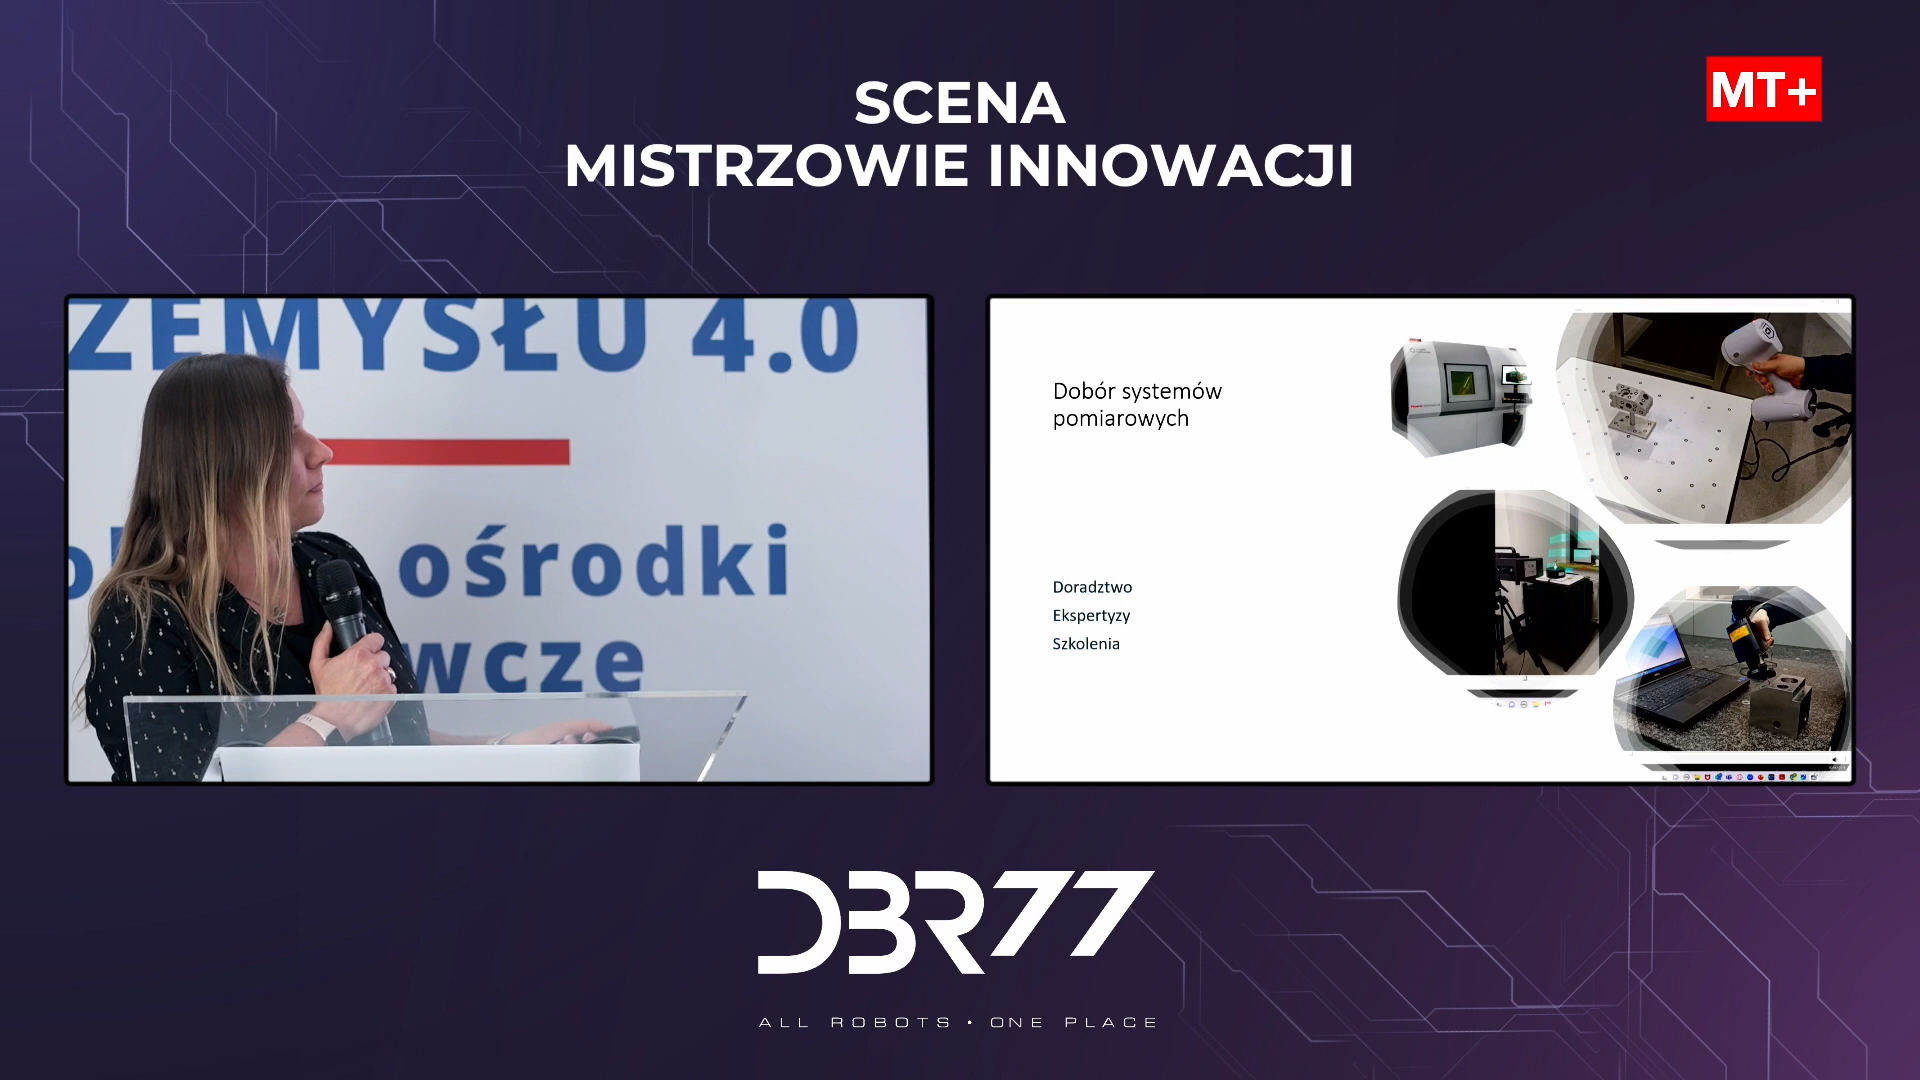 SCENA
MISTRZOWIE INNOWACJI
MT+
ZEMYSŁU 4.0
ośrodki
wcze
Dobór systemów
pomiarowych
Doradztwo
Ekspertyzy
Szkolenia
DBR77
ALL ROBOTS • ONE PLACE